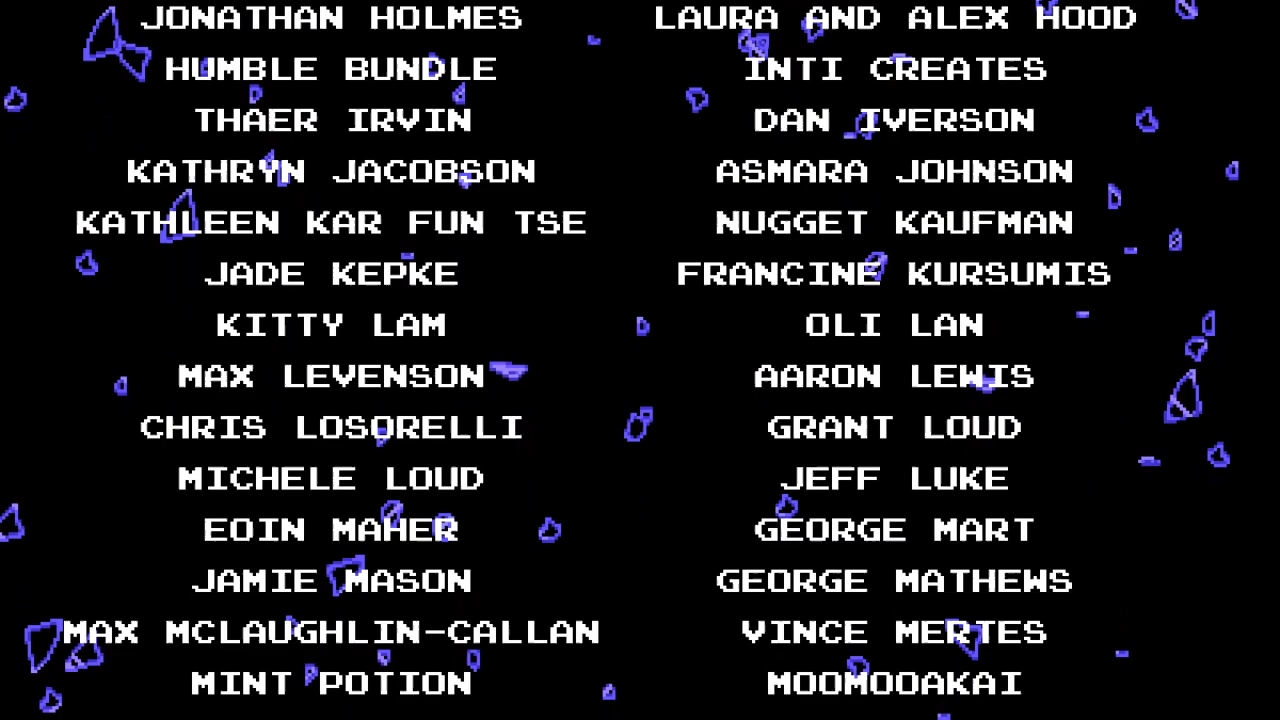 JONATHAN HOLMES LAURA AND ALEX HOOD
HUMBLE BUNDLE INTI CREATES
THAER IRVIN DAN IVERSON
KATHRYN JACOBSON ASMARA JOHNSON
KATHLEEN KAR FUN TSE NUGGET KAUFMAN
JADE KEPKE FRANCINE KURSUMIS
KITTY LAM OLI LAN
MAX LEVENSON AARON LEWIS
CHRIS LOSORELLI GRANT LOUD
MICHELE LOUD JEFF LUKE
EOIN MAHER GEORGE MART
JAMIE MASON GEORGE MATHEWS
MAX MCLAUGHLIN-CALLAN VINCE MERTES
MINT POTION MOOMOOAKAI